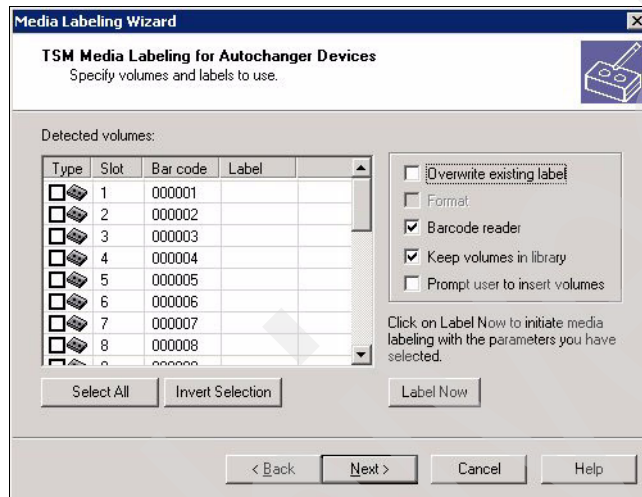 Media Labeling Wizard
TSM Media Labeling for Autochanger Devices
Specify volumes and labels to use.
Detected volumes:
Type Slot Bar code Label
1 000001
2 000002
3 000003
4 000004
5 000005
6 000006
7 000007
8 000008
Overwrite existing label
Format
Barcode reader
Keep volumes in library
Prompt user to insert volumes
Click on Label Now to initiate media
labeling with the parameters you have
selected.
Select All Invert Selection Label Now
< Back Next > Cancel Help